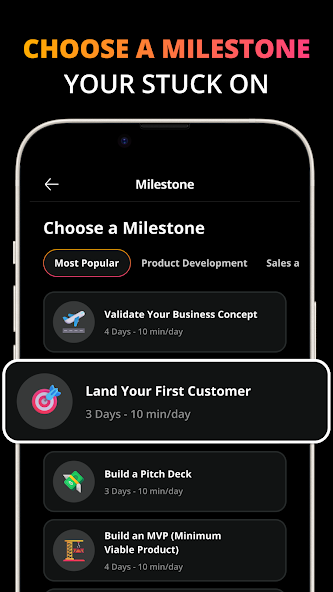 CHOOSE A MILESTONE
YOUR STUCK ON
Milestone
Choose a Milestone
Most Popular Product Development Sales a
Validate Your Business Concept
4 Days - 10 min/day
Land Your First Customer
3 Days - 10 min/day
Build a Pitch Deck
3 Days - 10 min/day
Build an MVP (Minimum
Viable Product)
4 Days - 10 min/day